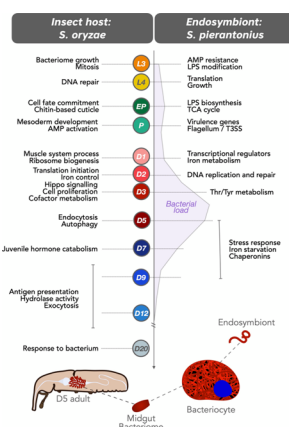 Insect host:
S. oryzae
Endosymbiont:
S. pierantonius
Bacteriome growth
Mitosis
L3
AMP resistance
LPS modification
DNA repair
L4
Translation
Growth
Cell fate commitment
Chitin-based cuticle
EP
LPS biosynthesis
TCA cycle
Mesoderm development
AMP activation
P
Virulence genes
Flagellum / T3SS
Muscle system process
Ribosome biogenesis
D1
Transcriptional regulators
Iron metabolism
Translation initiation
Iron control
D2
DNA replication and repair
Hippo signalling
Cell proliferation
Cofactor metabolism
D3
Thr/Tyr metabolism
Bacterial
load
Endocytosis
Autophagy
D5
Juvenile hormone catabolism
D7
Stress response
Iron starvation
Chaperonins
D9
Antigen presentation
Hydrolase activity
Exocytosis
D12
Response to bacterium
D20
Endosymbiont
D5 adult
Midgut
Bacteriome
Bacteriocyte